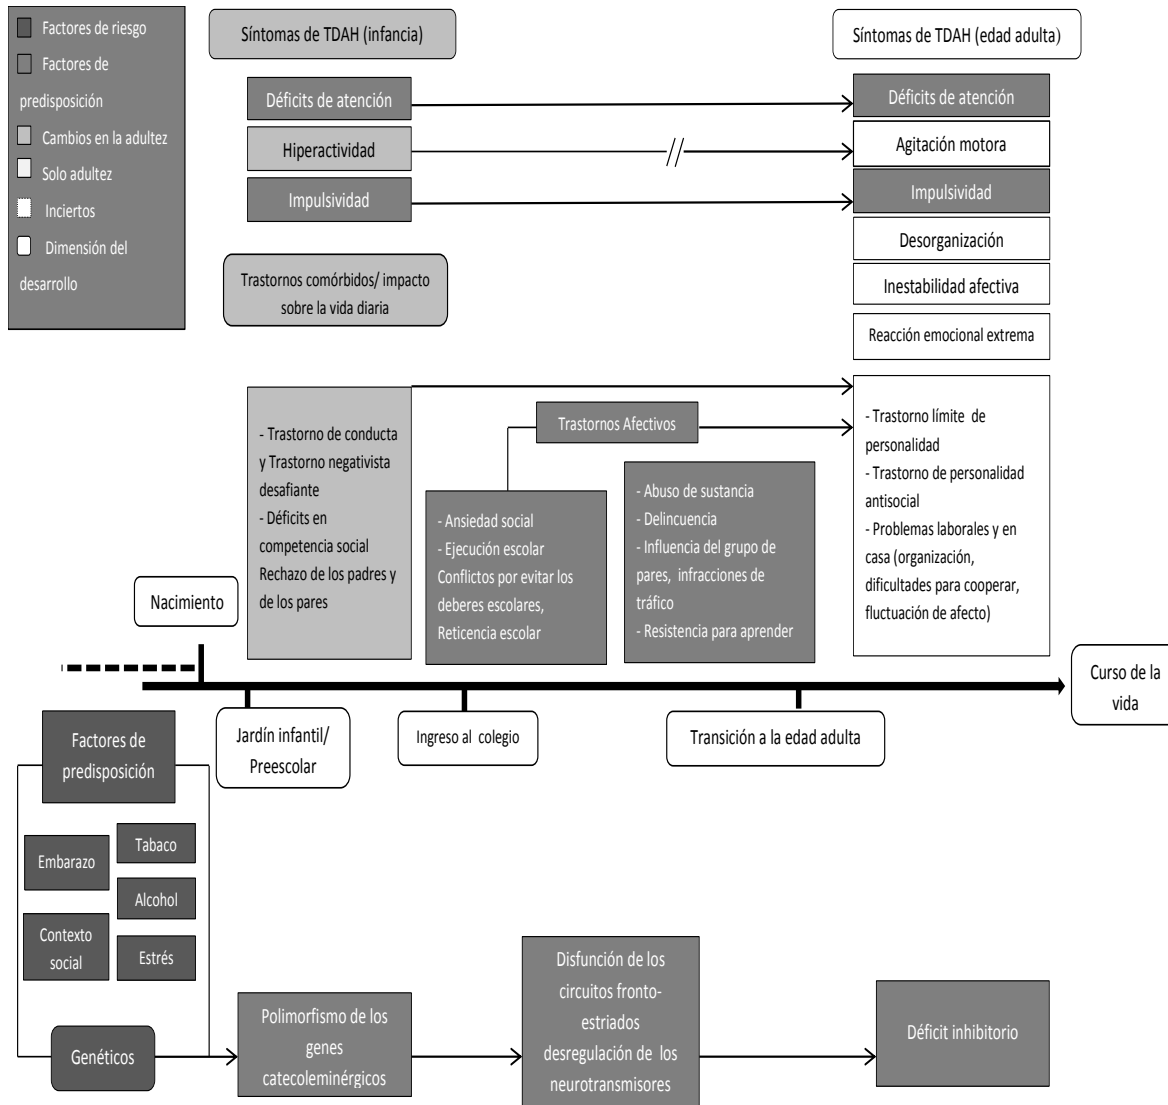 Factores de riesgo
Factores de
predisposición
Cambios en la adultez
Solo adultez
Inciertos
Dimensión del
desarrollo
Síntomas de TDAH (infancia)
Síntomas de TDAH (edad adulta)
Déficits de atención
Déficits de atención
Hiperactividad
//
Agitación motora
Impulsividad
Impulsividad
Desorganización
Trastornos comórbidos/ impacto
sobre la vida diaria
Inestabilidad afectiva
Reacción emocional extrema
- Trastorno de conducta
y Trastorno negativista
desafiante
- Déficits en
competencia social
Rechazo de los padres y
de los pares
Trastornos Afectivos
- Ansiedad social
- Ejecución escolar
Conflictos por evitar los
deberes escolares,
Reticencia escolar
- Abuso de sustancia
- Delincuencia
- Influencia del grupo de
pares, infracciones de
tráfico
- Resistencia para aprender
- Trastorno límite de
personalidad
- Trastorno de personalidad
antisocial
- Problemas laborales y en
casa (organización,
dificultades para cooperar,
fluctuación de afecto)
Nacimiento
Curso de la
vida
Jardín infantil/
Preescolar
Ingreso al colegio
Transición a la edad adulta
Factores de
predisposición
Embarazo
Tabaco
Alcohol
Contexto
social
Estrés
Genéticos
Polimorfismo de los
genes
catecoleminérgicos
Disfunción de los
circuitos fronto-
estriados
desregulación de los
neurotransmisores
Déficit inhibitorio